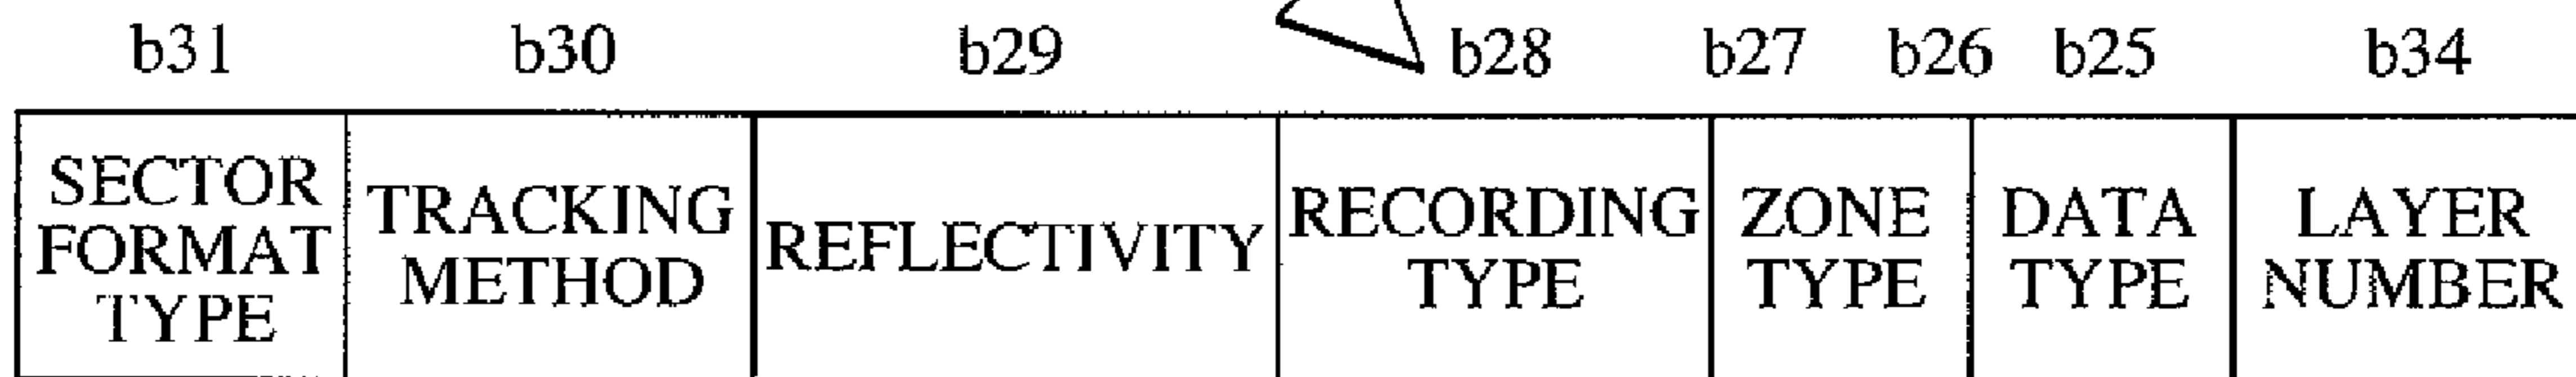 b31 b30 b29 b28 b27 b26 b25 b34
SECTOR
FORMAT
TYPE
TRACKING
METHOD
REFLECTIVITY
RECORDING
TYPE
ZONE
TYPE
DATA
TYPE
LAYER
NUMBER